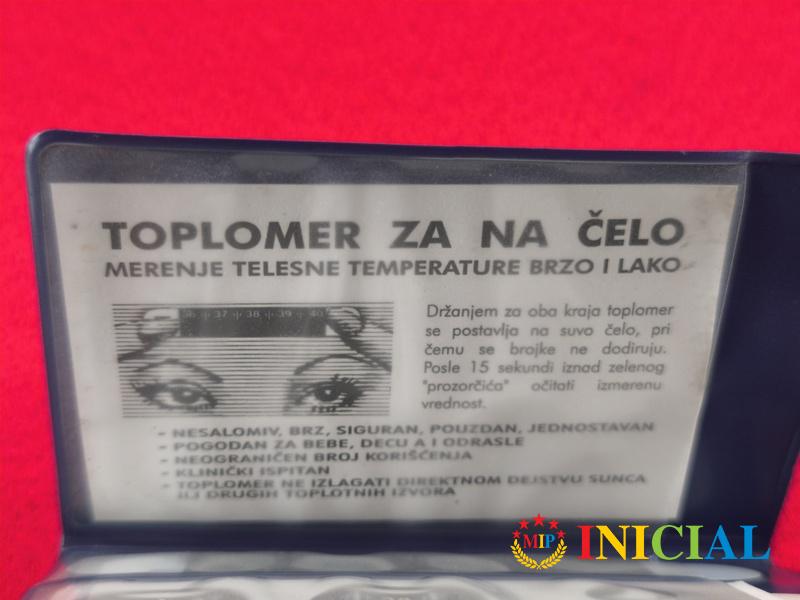 TOPLOMER ZA NA ČELO
MERENJE TELESNE TEMPERATURE BRZO I LAKO
36 37 38 39 40
Držanjem za oba kraja toplomer
se postavlja na suvo čelo, pri
čemu se brojke ne dodiruju.
Posle 15 sekundi iznad zelenog
"prozorčića" očitati izmerenu
vrednost.
- NESALOMIV, BRZ, SIGURAN, POUZDAN, JEDNOSTAVAN
- POGODAN ZA BEBE, DECU A I ODRASLE
- NEOGRANIČEN BROJ KORIŠĆENJA
- KLINIČKI ISPITAN
- TOPLOMER NE IZLAGATI DIREKTNOM DEJSTVU SUNCA
ILI DRUGIH TOPLOTNIH IZVORA
MIP INICIAL